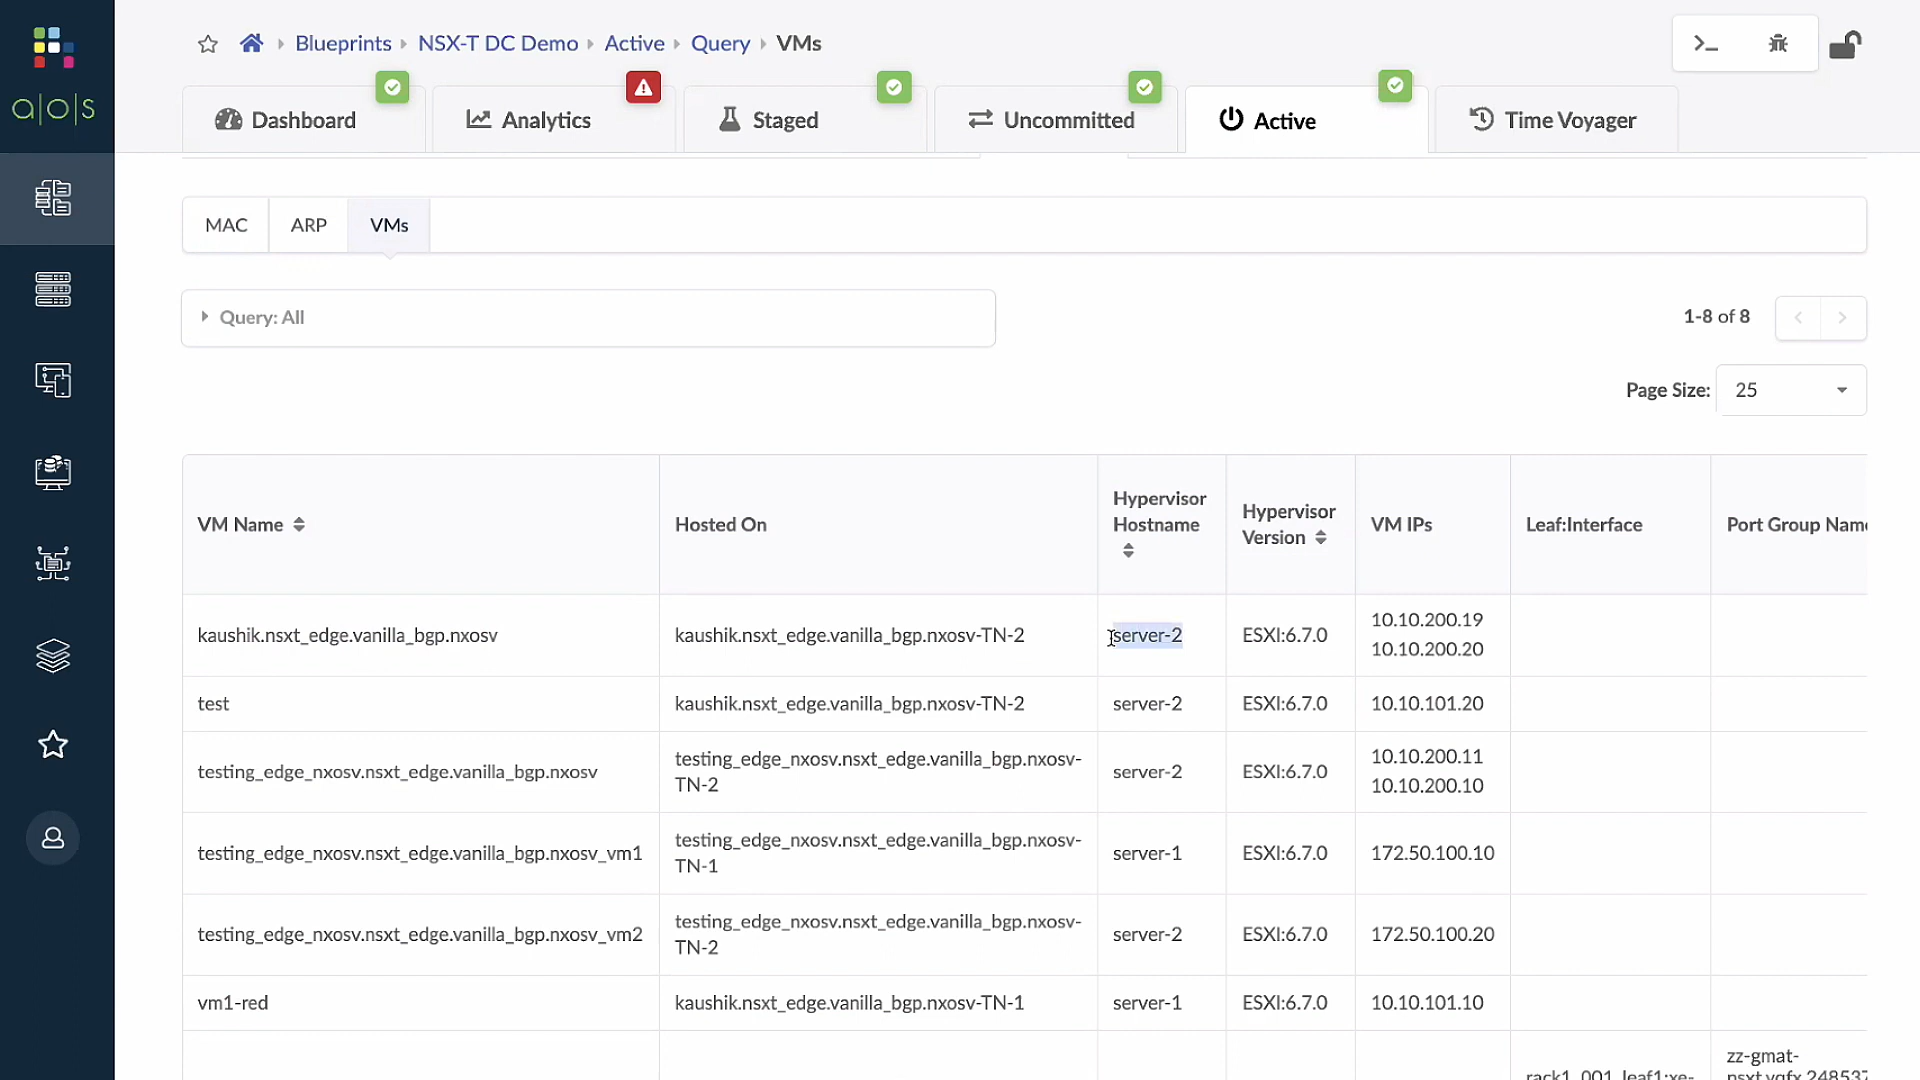 Blueprints NSX-T DC Demo Active Query VMs
a|o|s
Dashboard Analytics Staged Uncommitted Active Time Voyager
MAC ARP VMs
Query: All
1-8 of 8
Page Size: 25
VM Name Hosted On Hypervisor Hostname Hypervisor Version VM IPs Leaf:Interface Port Group Name
kaushik.nsxt_edge.vanilla_bgp.nxosv kaushik.nsxt_edge.vanilla_bgp.nxosv-TN-2 server-2 ESXI:6.7.0 10.10.200.19
10.10.200.20
test kaushik.nsxt_edge.vanilla_bgp.nxosv-TN-2 server-2 ESXI:6.7.0 10.10.101.20
testing_edge_nxosv.nsxt_edge.vanilla_bgp.nxosv testing_edge_nxosv.nsxt_edge.vanilla_bgp.nxosv-TN-2 server-2 ESXI:6.7.0 10.10.200.11
10.10.200.10
testing_edge_nxosv.nsxt_edge.vanilla_bgp.nxosv_vm1 testing_edge_nxosv.nsxt_edge.vanilla_bgp.nxosv-TN-1 server-1 ESXI:6.7.0 172.50.100.10
testing_edge_nxosv.nsxt_edge.vanilla_bgp.nxosv_vm2 testing_edge_nxosv.nsxt_edge.vanilla_bgp.nxosv-TN-2 server-2 ESXI:6.7.0 172.50.100.20
vm1-red kaushik.nsxt_edge.vanilla_bgp.nxosv-TN-1 server-1 ESXI:6.7.0 10.10.101.10
zz-gmat-
rack1_001_leaf1:xe- nsxt.vqfx.248537